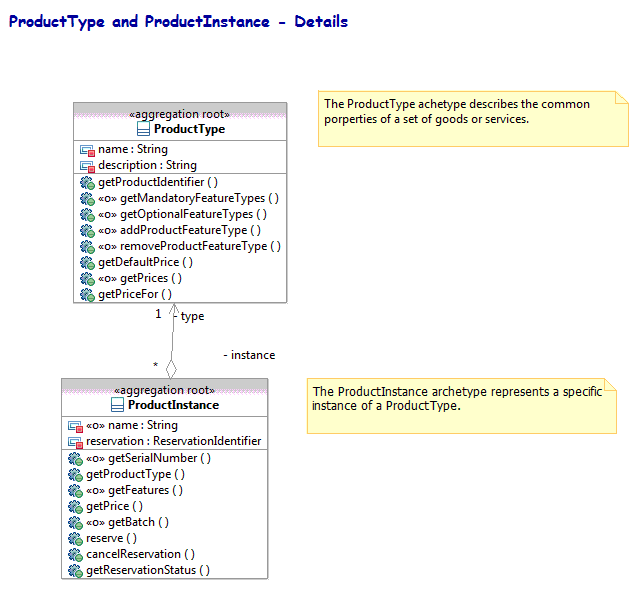 ProductType and ProductInstance - Details
«aggregation root»
ProductType
name : String
description : String
getProductIdentifier ( )
«o» getMandatoryFeatureTypes ( )
«o» getOptionalFeatureTypes ( )
«o» addProductFeatureType ( )
«o» removeProductFeatureType ( )
getDefaultPrice ( )
«o» getPrices ( )
getPriceFor ( )
The ProductType achetype describes the common
porperties of a set of goods or services.
1
- type
*
- instance
«aggregation root»
ProductInstance
«o» name : String
reservation : ReservationIdentifier
«o» getSerialNumber ( )
getProductType ( )
«o» getFeatures ( )
getPrice ( )
«o» getBatch ( )
reserve ( )
cancelReservation ( )
getReservationStatus ( )
The ProductInstance archetype represents a specific
instance of a ProductType.